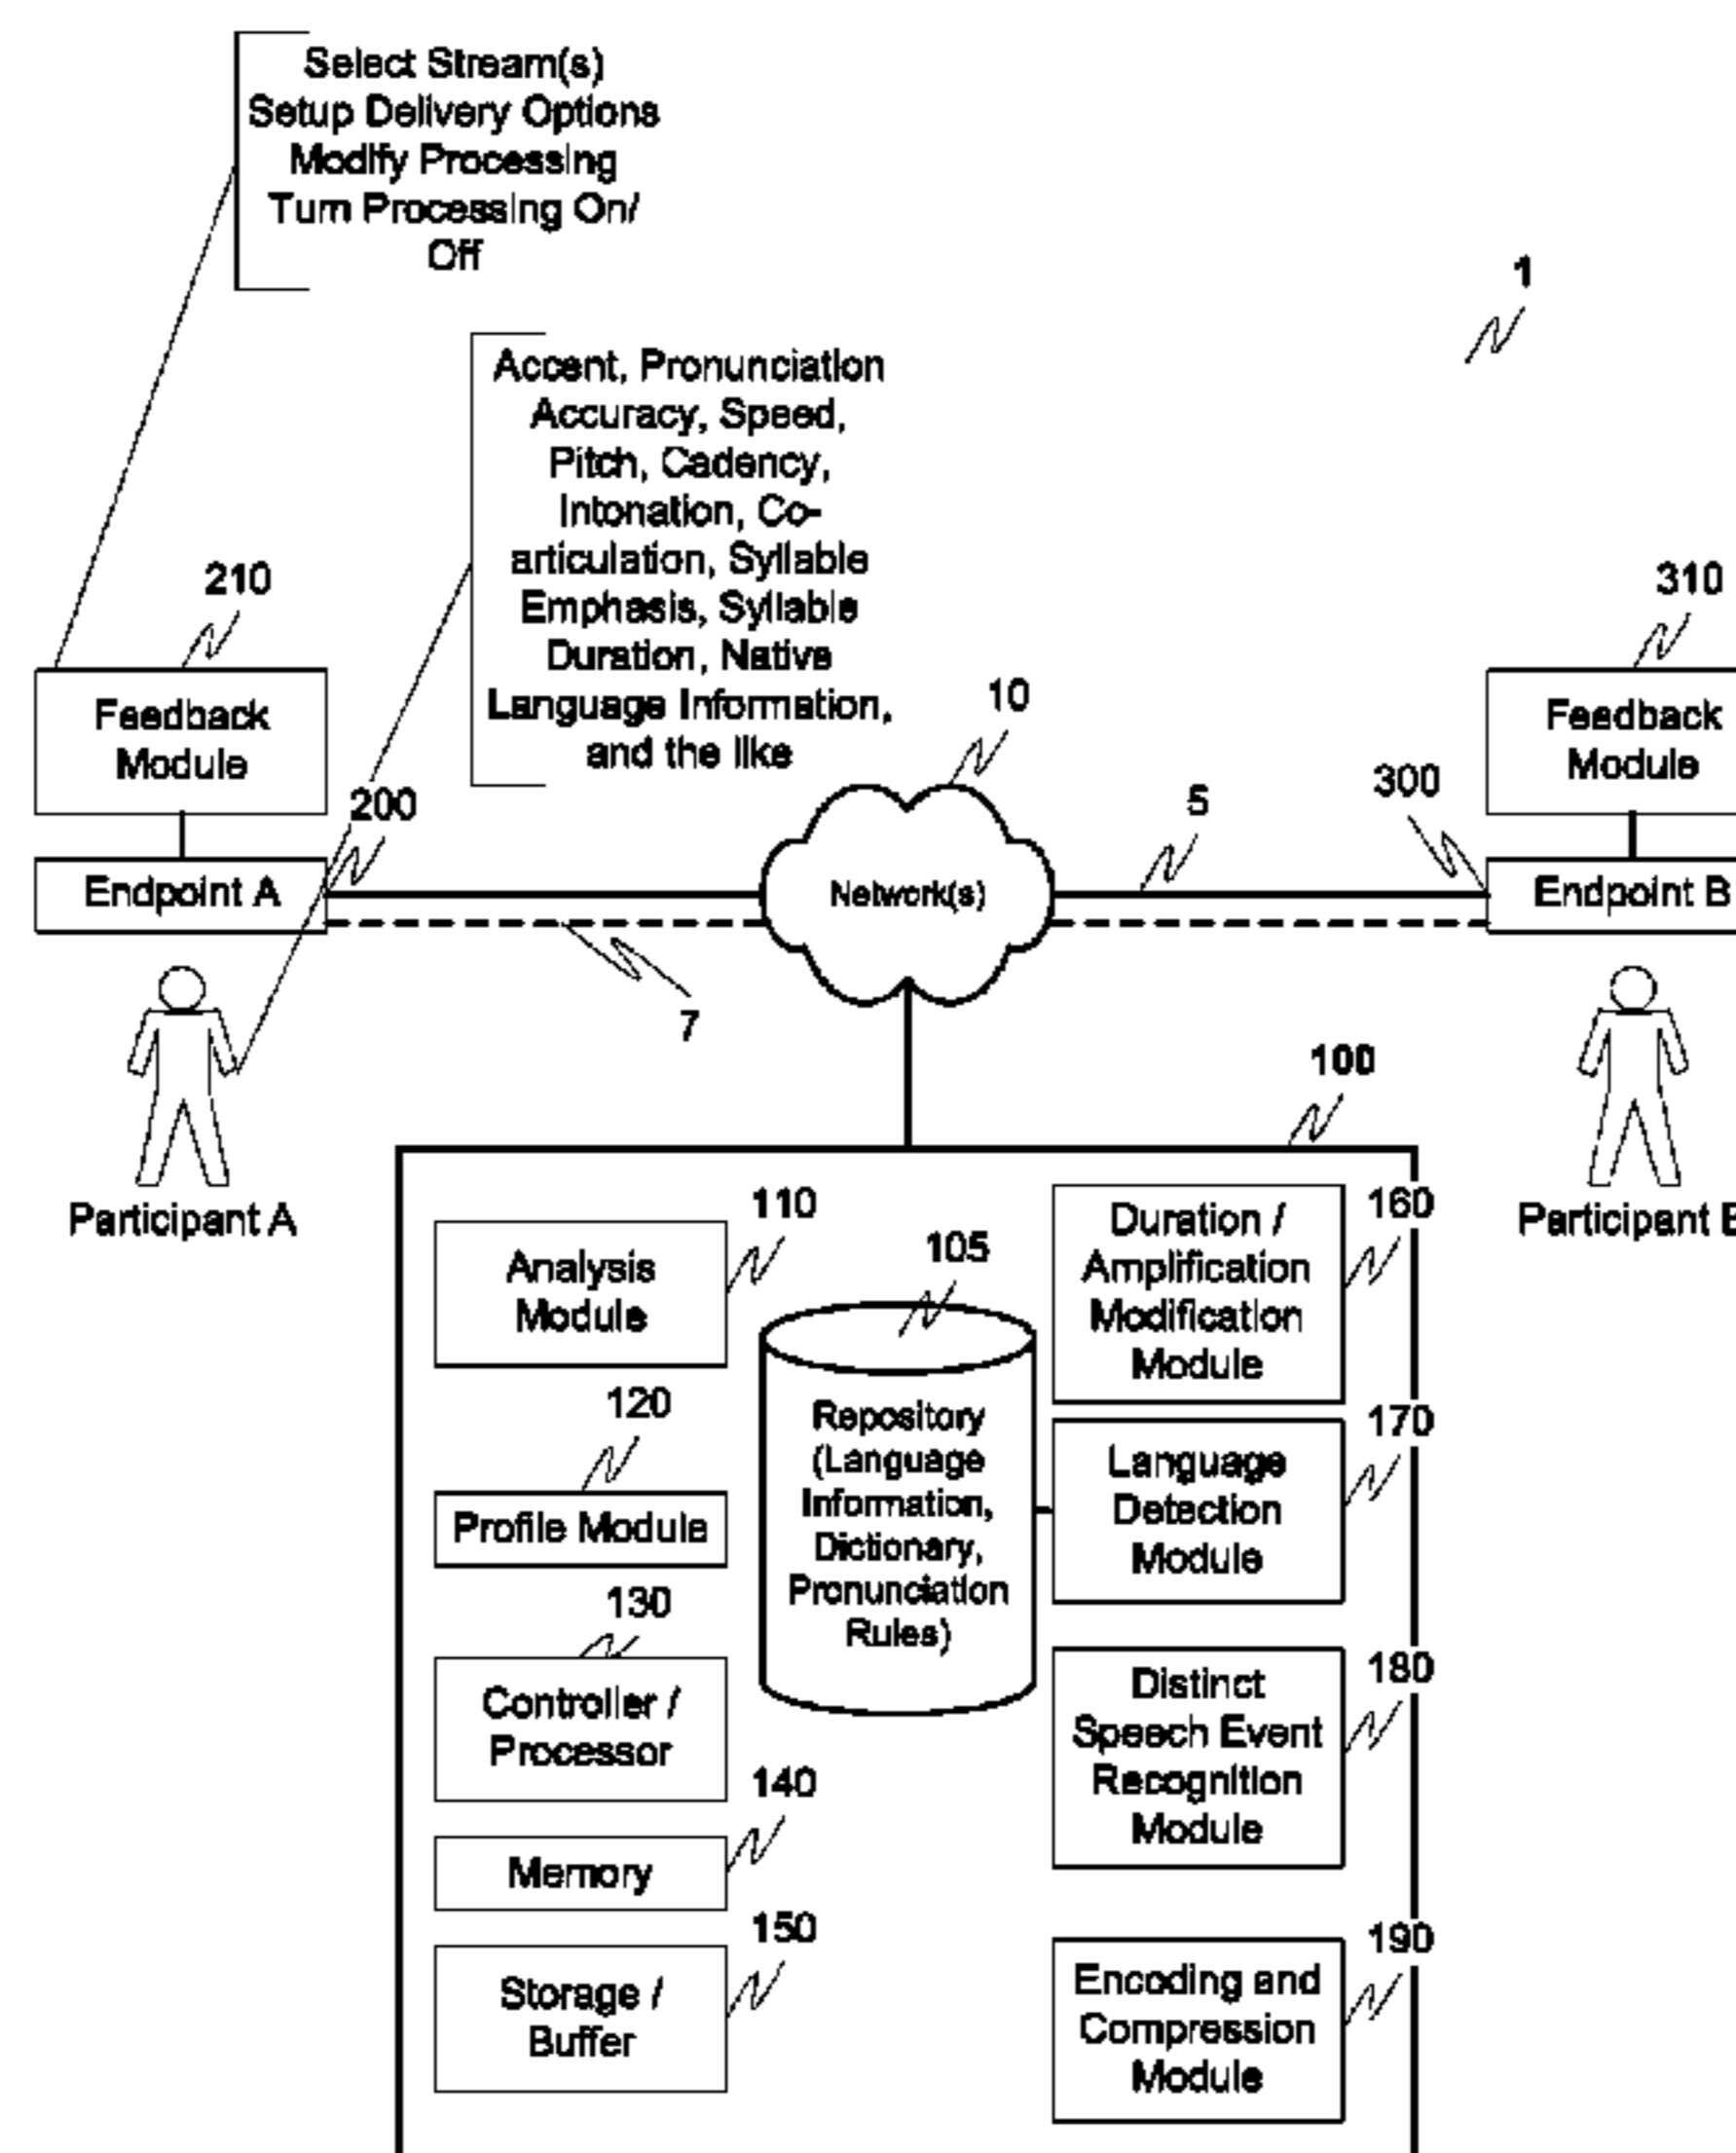 Select Stream(s)
Setup Delivery Options
Modify Processing
Turn Processing On/
Off
1
Accent, Pronunciation
Accuracy, Speed,
Pitch, Cadency,
Intonation, Co-
articulation, Syllable
Emphasis, Syllable
Duration, Native
Language Information,
and the like
210
310
Feedback
Module
Feedback
Module
10
200
5
300
Endpoint A
Network(s)
Endpoint B
7
100
Participant A
Participant B
110
Analysis
Module
105
160
Duration /
Amplification
Modification
Module
120
Profile Module
Repository
(Language
Information,
Dictionary,
Pronunciation
Rules)
170
Language
Detection
Module
130
Controller /
Processor
180
Distinct
Speech Event
Recognition
Module
140
Memory
150
Storage /
Buffer
190
Encoding and
Compression
Module